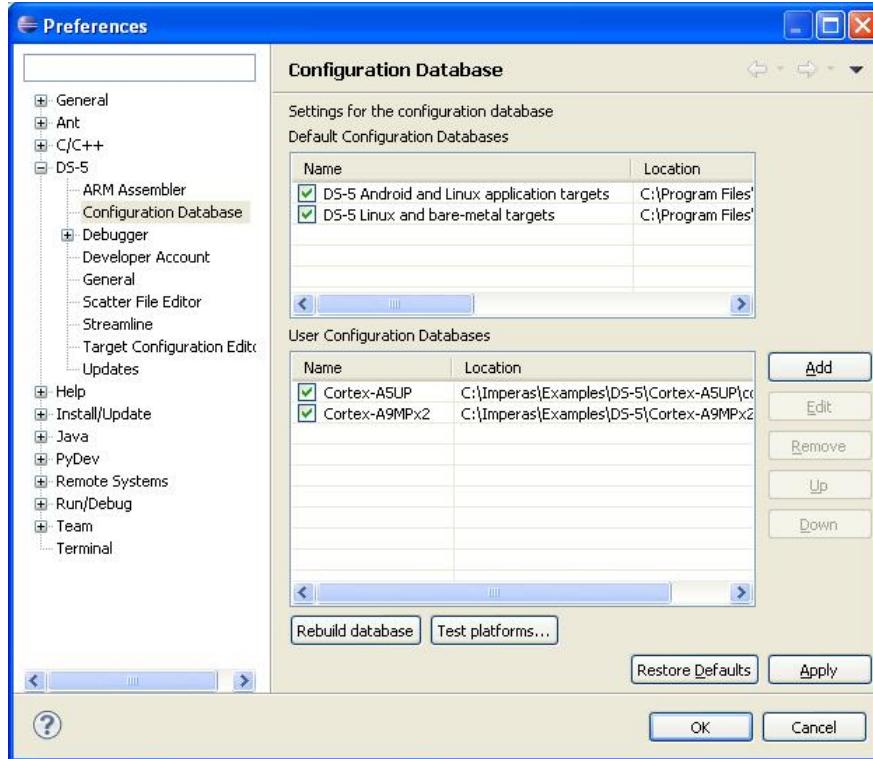 Preferences
Configuration Database
General
Ant
C/C++
DS-5
ARM Assembler
Configuration Database
Debugger
Developer Account
General
Scatter File Editor
Streamline
Target Configuration Edito
Updates
Help
Install/Update
Java
PyDev
Remote Systems
Run/Debug
Team
Terminal
Settings for the configuration database
Default Configuration Databases
Name Location
DS-5 Android and Linux application targets C:\Program Files\
DS-5 Linux and bare-metal targets C:\Program Files\
User Configuration Databases
Name Location
Cortex-A5UP C:\Imperas\Examples\DS-5\Cortex-A5UP\co
Cortex-A9MPx2 C:\Imperas\Examples\DS-5\Cortex-A9MPx2
Add
Edit
Remove
Up
Down
Rebuild database Test platforms...
Restore Defaults Apply
? OK Cancel